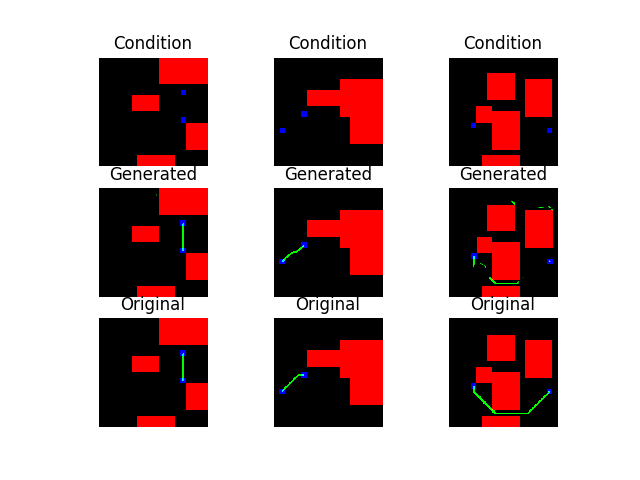 Condition Condition Condition
Generated Generated Generated
Original Original Original